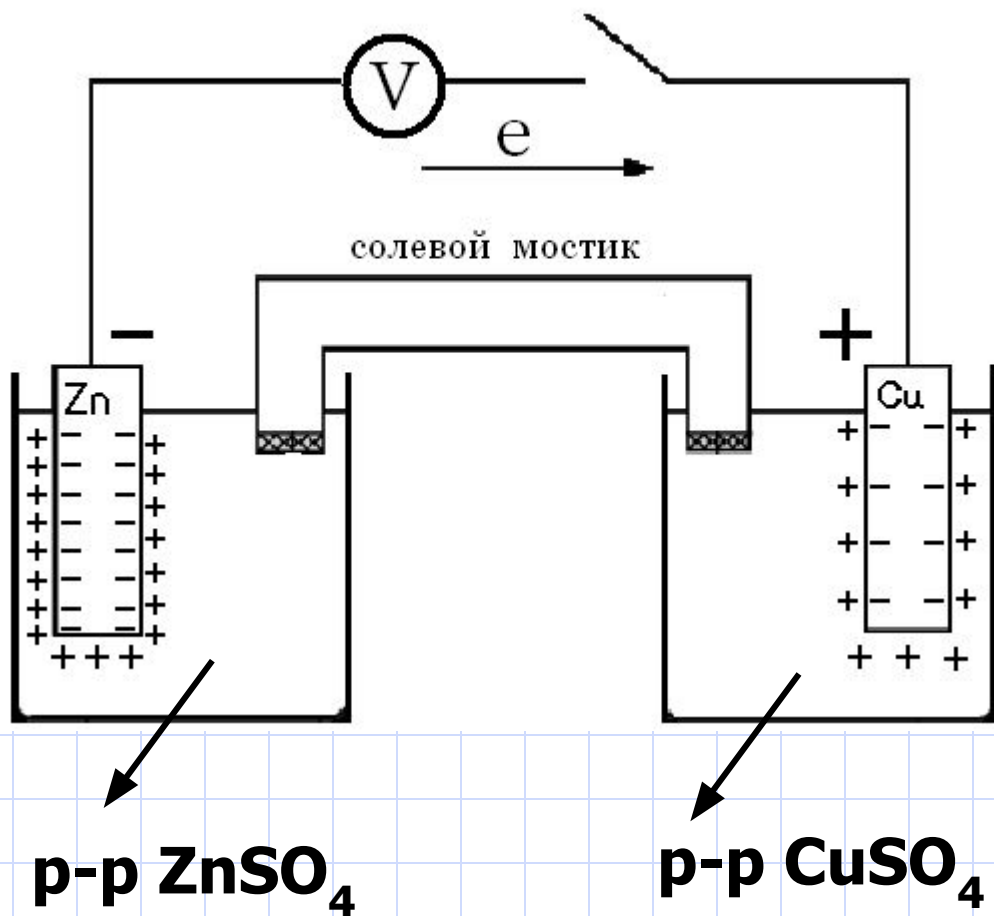 V
e
солевой мостик
− +
Zn Cu
р-р ZnSO₄ р-р CuSO₄